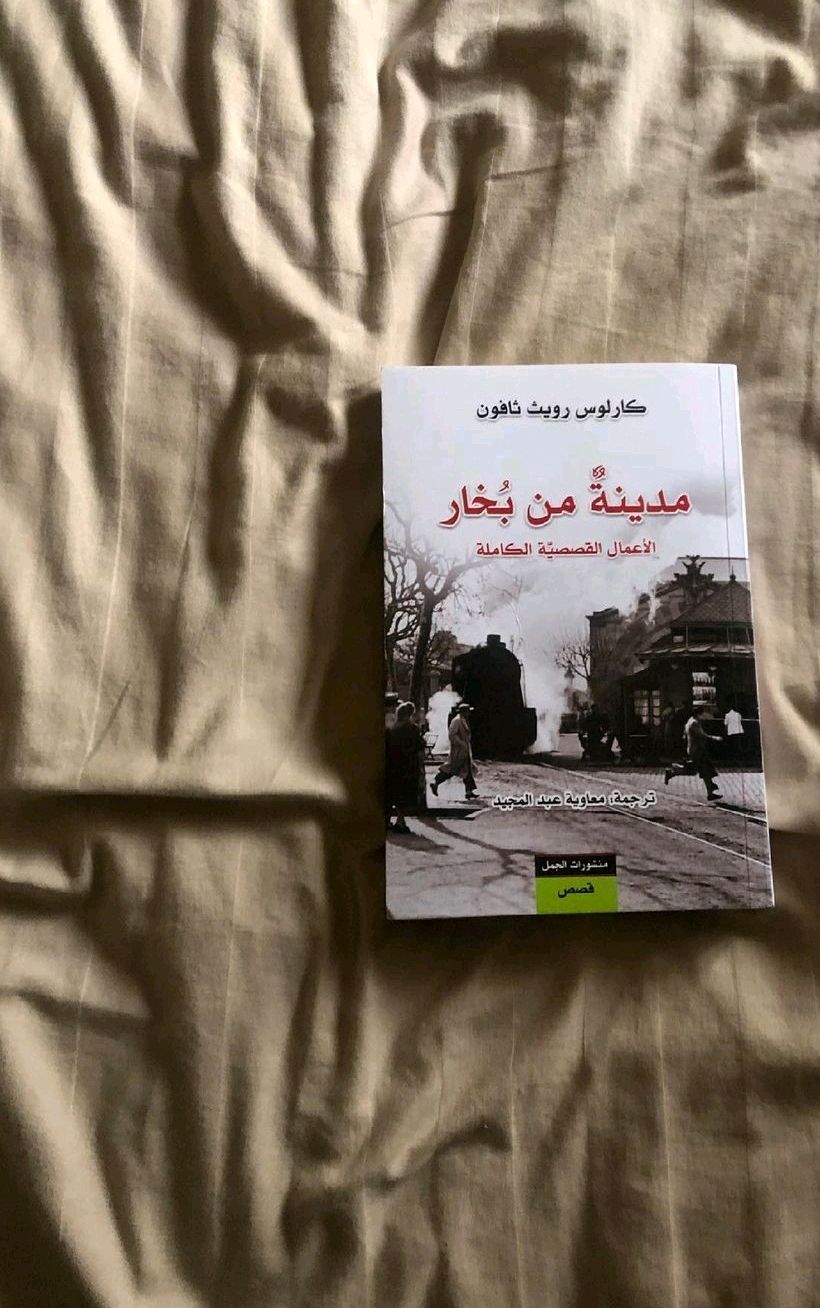 كارلوس رويث ثافون
مدينةٌ من بُخار
الأعمال القصصيَّة الكاملة
ترجمة: معاوية عبد المجيد
منشورات الجمل
قصص